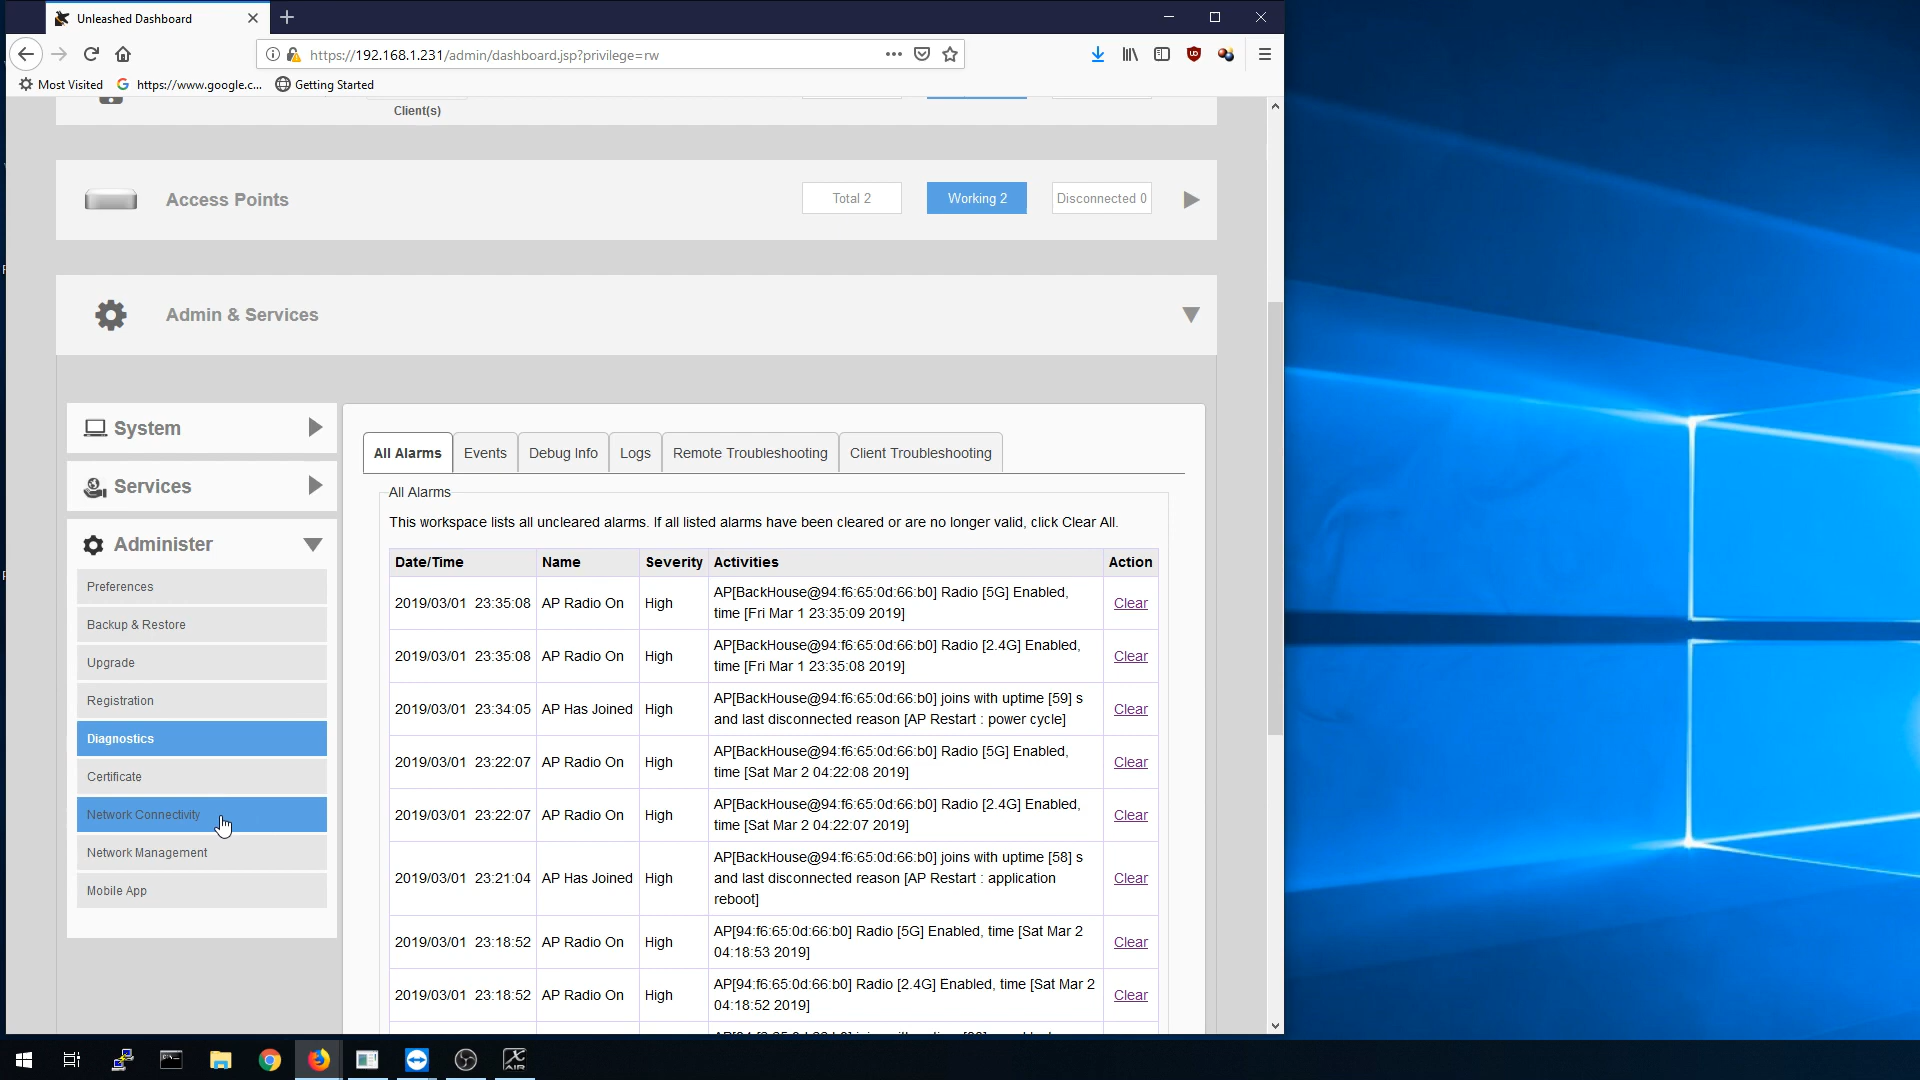 Unleashed Dashboard
https://192.168.1.231/admin/dashboard.jsp?privilege=rw
Most Visited
https://www.google.c...
Getting Started
Client(s)
Access Points
Total 2
Working 2
Disconnected 0
Admin & Services
System
Services
Administer
Preferences
Backup & Restore
Upgrade
Registration
Diagnostics
Certificate
Network Connectivity
Network Management
Mobile App
All Alarms
Events
Debug Info
Logs
Remote Troubleshooting
Client Troubleshooting
All Alarms
This workspace lists all uncleared alarms. If all listed alarms have been cleared or are no longer valid, click Clear All.
Date/Time Name Severity Activities Action
2019/03/01 23:35:08 AP Radio On High AP[BackHouse@94:f6:65:0d:66:b0] Radio [5G] Enabled,
time [Fri Mar 1 23:35:09 2019] Clear
2019/03/01 23:35:08 AP Radio On High AP[BackHouse@94:f6:65:0d:66:b0] Radio [2.4G] Enabled,
time [Fri Mar 1 23:35:08 2019] Clear
2019/03/01 23:34:05 AP Has Joined High AP[BackHouse@94:f6:65:0d:66:b0] joins with uptime [59] s
and last disconnected reason [AP Restart : power cycle] Clear
2019/03/01 23:22:07 AP Radio On High AP[BackHouse@94:f6:65:0d:66:b0] Radio [5G] Enabled,
time [Sat Mar 2 04:22:08 2019] Clear
2019/03/01 23:22:07 AP Radio On High AP[BackHouse@94:f6:65:0d:66:b0] Radio [2.4G] Enabled,
time [Sat Mar 2 04:22:07 2019] Clear
2019/03/01 23:21:04 AP Has Joined High AP[BackHouse@94:f6:65:0d:66:b0] joins with uptime [58] s
and last disconnected reason [AP Restart : application
reboot] Clear
2019/03/01 23:18:52 AP Radio On High AP[94:f6:65:0d:66:b0] Radio [5G] Enabled, time [Sat Mar 2
04:18:53 2019] Clear
2019/03/01 23:18:52 AP Radio On High AP[94:f6:65:0d:66:b0] Radio [2.4G] Enabled, time [Sat Mar 2
04:18:52 2019] Clear
X AIR